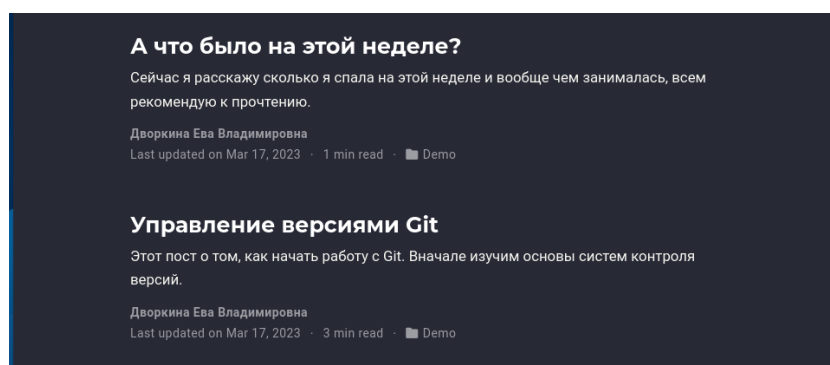 А что было на этой неделе?
Сейчас я расскажу сколько я спала на этой неделе и вообще чем занималась, всем
рекомендую к прочтению.
Дворкина Ева Владимировна
Last updated on Mar 17, 2023 · 1 min read · Demo
Управление версиями Git
Этот пост о том, как начать работу с Git. Вначале изучим основы систем контроля
версий.
Дворкина Ева Владимировна
Last updated on Mar 17, 2023 · 3 min read · Demo